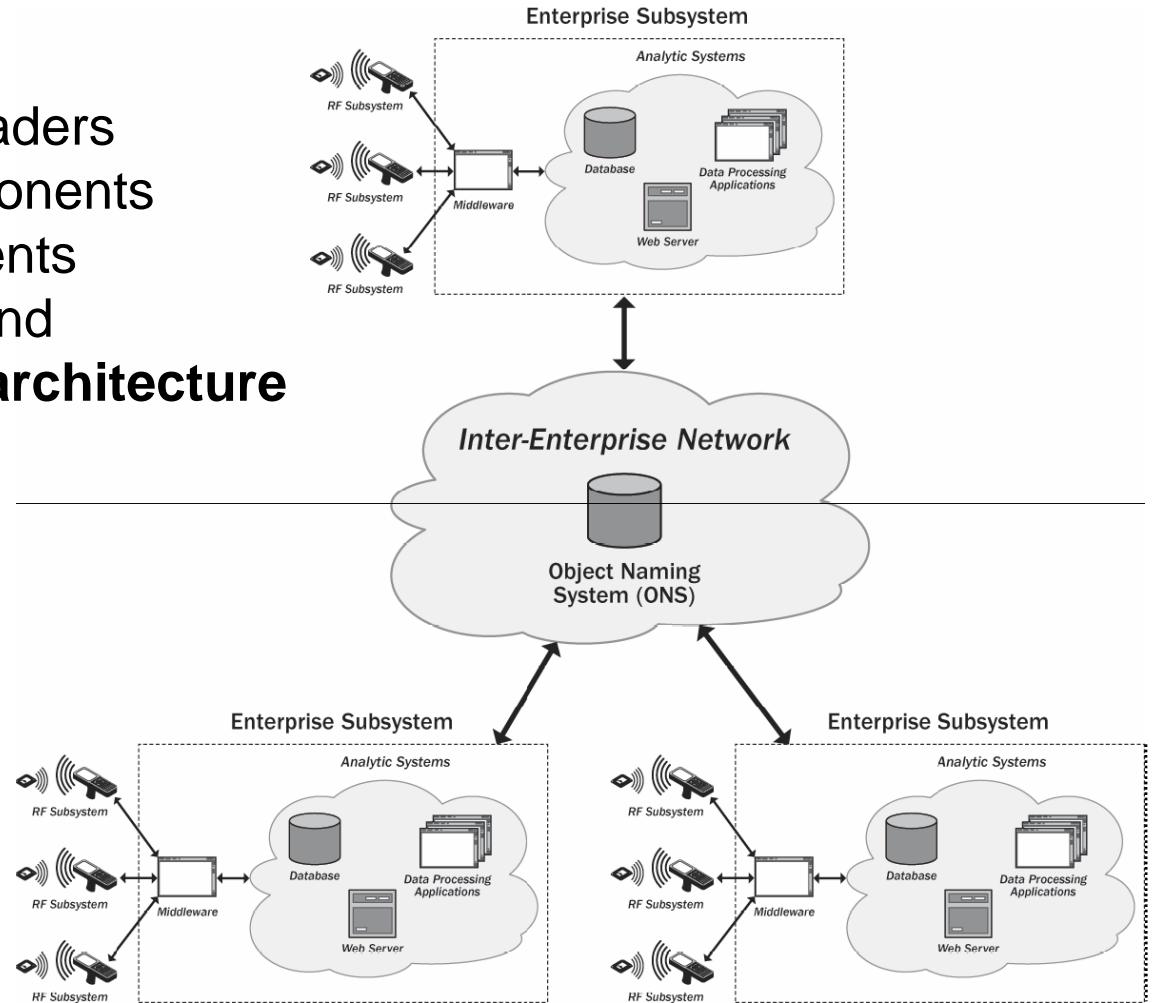 Enterprise Subsystem
Analytic Systems
RF Subsystem
RF Subsystem
RF Subsystem
Middleware
Database
Data Processing
Applications
Web Server
aders
onents
ents
nd
architecture
Inter-Enterprise Network
Object Naming
System (ONS)
Enterprise Subsystem
Analytic Systems
RF Subsystem
RF Subsystem
RF Subsystem
Middleware
Database
Data Processing
Applications
Web Server
Enterprise Subsystem
Analytic Systems
RF Subsystem
RF Subsystem
RF Subsystem
Middleware
Database
Data Processing
Applications
Web Server